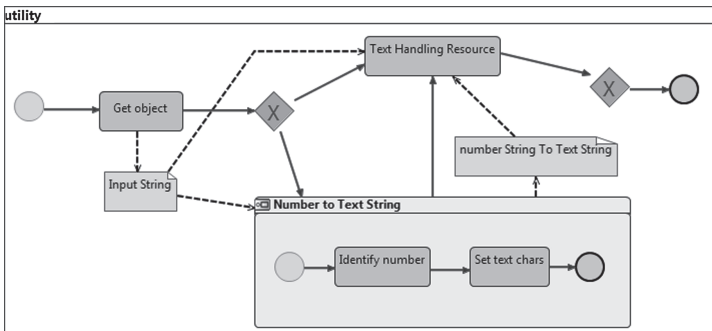 utility
Text Handling Resource
Get object
X
X
number String To Text String
Input String
Number to Text String
Identify number
Set text chars